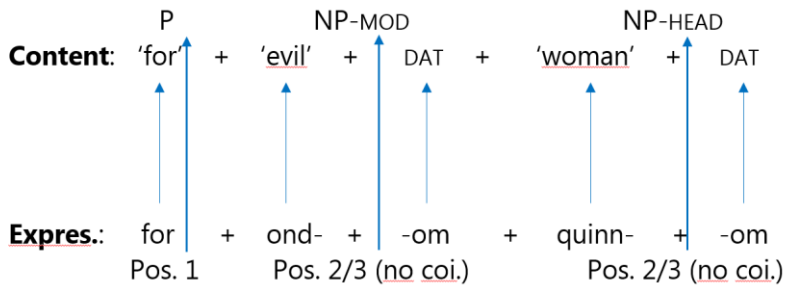 P NP-MOD NP-HEAD
Content: ‘for’ + ‘evil’ + DAT + ‘woman’ + DAT
Expres.: for + ond- + -om + quinn- + -om
Pos. 1 Pos. 2/3 (no coi.) Pos. 2/3 (no coi.)